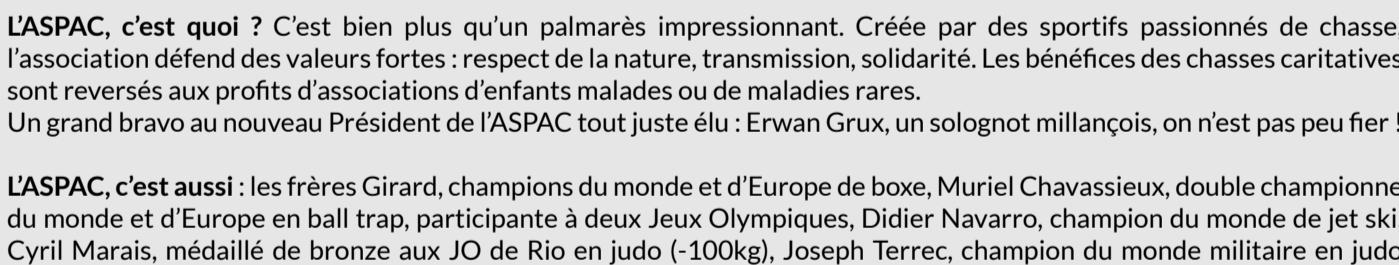 L'ASPAC, c'est quoi ? C'est bien plus qu'un palmarès impressionnant. Créée par des sportifs passionnés de chasse,
l'association défend des valeurs fortes : respect de la nature, transmission, solidarité. Les bénéfices des chasses caritatives
sont reversés aux profits d'associations d'enfants malades ou de maladies rares.
Un grand bravo au nouveau Président de l'ASPAC tout juste élu : Erwan Grux, un solognot millançois, on n'est pas peu fier !
L'ASPAC, c'est aussi : les frères Girard, champions du monde et d'Europe de boxe, Muriel Chavassieux, double championne
du monde et d'Europe en ball trap, participante à deux Jeux Olympiques, Didier Navarro, champion du monde de jet ski,
Cyril Marais, médaillé de bronze aux JO de Rio en judo (-100kg), Joseph Terrec, champion du monde militaire en judo